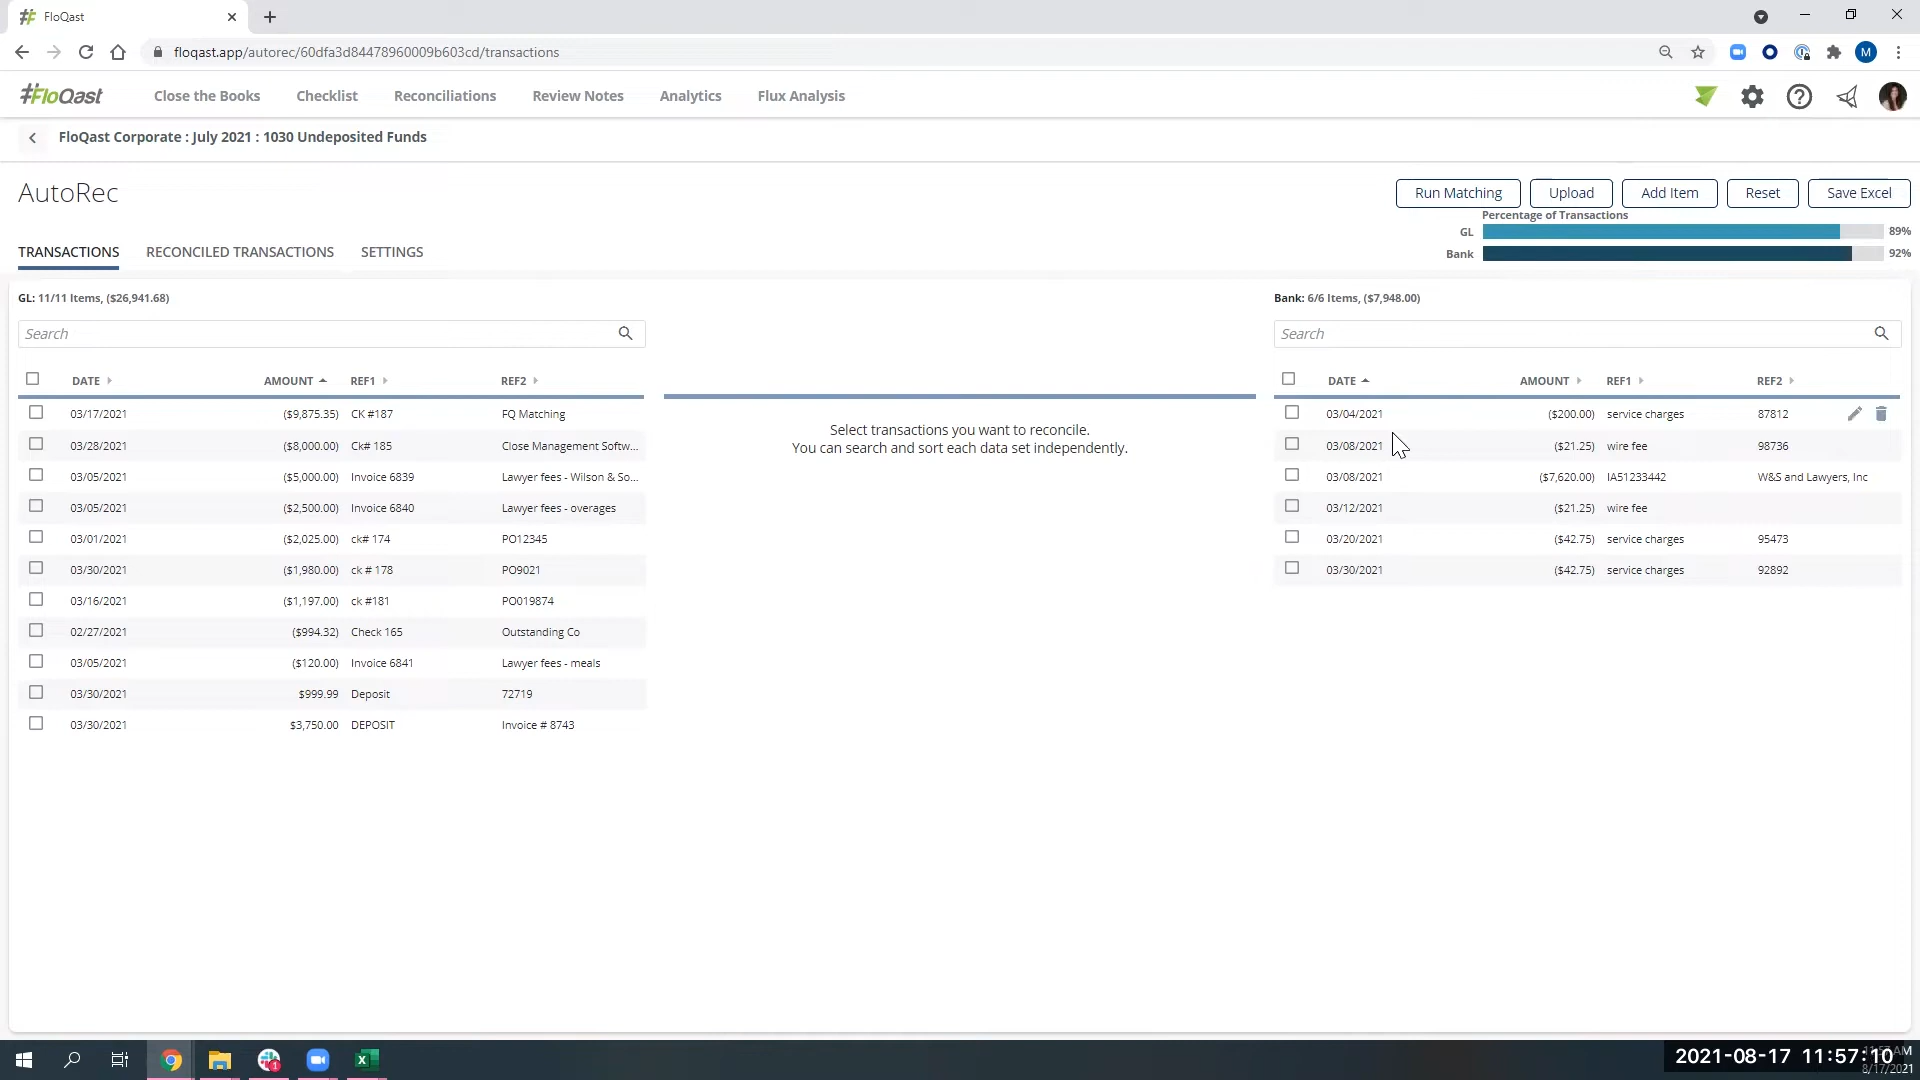 FloQast
floqast.app/autorec/60dfa3d84478960009b603cd/transactions
M
#FloQast Close the Books Checklist Reconciliations Review Notes Analytics Flux Analysis
FloQast Corporate : July 2021 : 1030 Undeposited Funds
AutoRec
Run Matching Upload Add Item Reset Save Excel
Percentage of Transactions
GL 89%
Bank 92%
TRANSACTIONS RECONCILED TRANSACTIONS SETTINGS
GL: 11/11 Items, ($26,941.68)
Search
DATE AMOUNT REF1 REF2
03/17/2021 ($9,875.35) CK #187 FQ Matching
03/28/2021 ($8,000.00) Ck# 185 Close Management Softw...
03/05/2021 ($5,000.00) Invoice 6839 Lawyer fees - Wilson & So...
03/05/2021 ($2,500.00) Invoice 6840 Lawyer fees - overages
03/01/2021 ($2,025.00) ck# 174 PO12345
03/30/2021 ($1,980.00) ck # 178 PO9021
03/16/2021 ($1,197.00) ck #181 PO019874
02/27/2021 ($994.32) Check 165 Outstanding Co
03/05/2021 ($120.00) Invoice 6841 Lawyer fees - meals
03/30/2021 $999.99 Deposit 72719
03/30/2021 $3,750.00 DEPOSIT Invoice # 8743
Select transactions you want to reconcile.
You can search and sort each data set independently.
Bank: 6/6 Items, ($7,948.00)
Search
DATE AMOUNT REF1 REF2
03/04/2021 ($200.00) service charges 87812
03/08/2021 ($21.25) wire fee 98736
03/08/2021 ($7,620.00) IA51233442 W&S and Lawyers, Inc
03/12/2021 ($21.25) wire fee
03/20/2021 ($42.75) service charges 95473
03/30/2021 ($42.75) service charges 92892
2021-08-17 11:57:10
8/17/2021